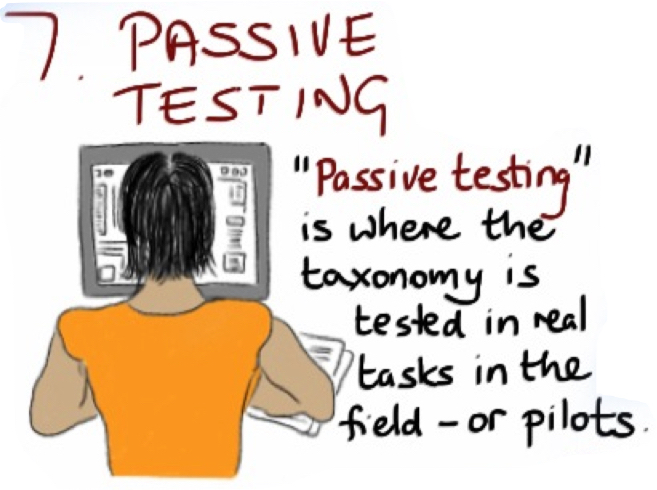 7. PASSIVE
TESTING
"Passive testing"
is where the
taxonomy is
tested in real
tasks in the
field - or pilots.